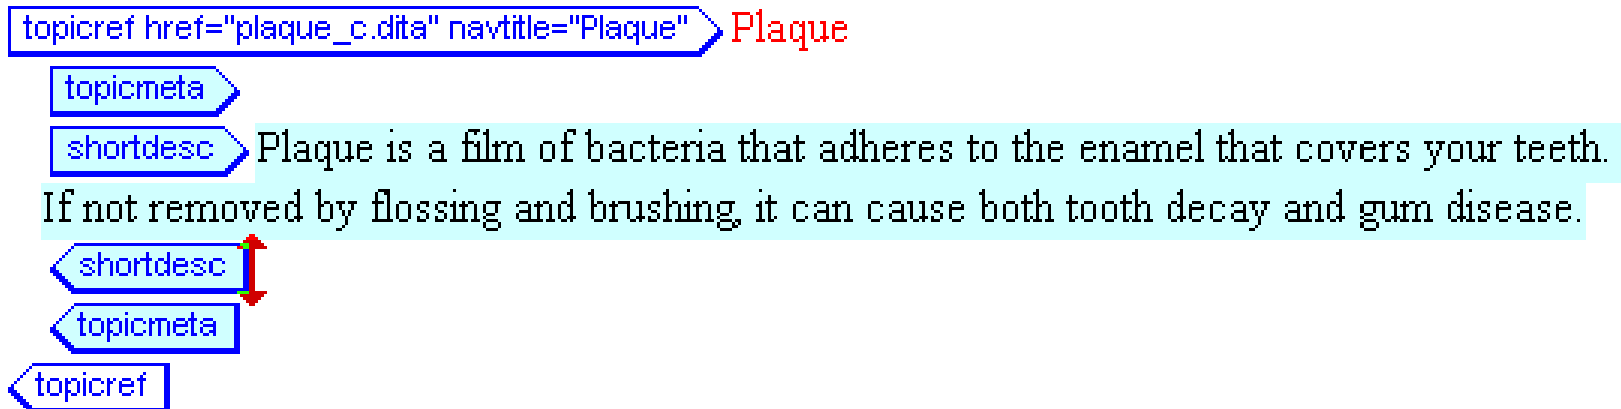 topicref href="plaque_c.dita" navtitle="Plaque" Plaque
topicmeta
shortdesc Plaque is a film of bacteria that adheres to the enamel that covers your teeth.
If not removed by flossing and brushing, it can cause both tooth decay and gum disease.
shortdesc
topicmeta
topicref